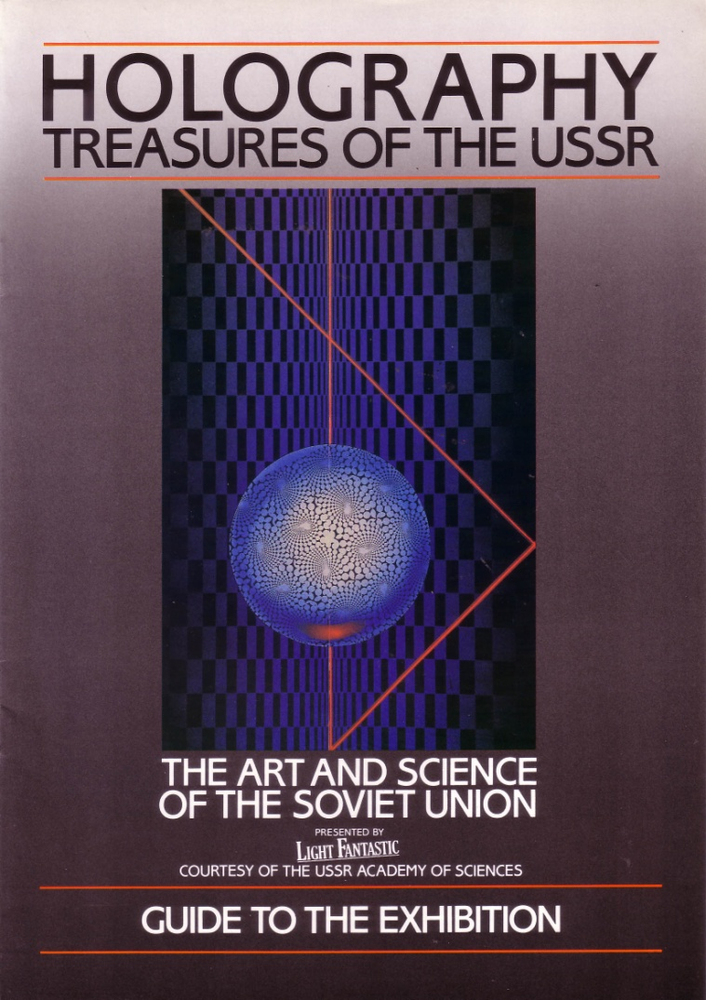 HOLOGRAPHY
TREASURES OF THE USSR
THE ART AND SCIENCE
OF THE SOVIET UNION
PRESENTED BY
LIGHT FANTASTIC
COURTESY OF THE USSR ACADEMY OF SCIENCES
GUIDE TO THE EXHIBITION